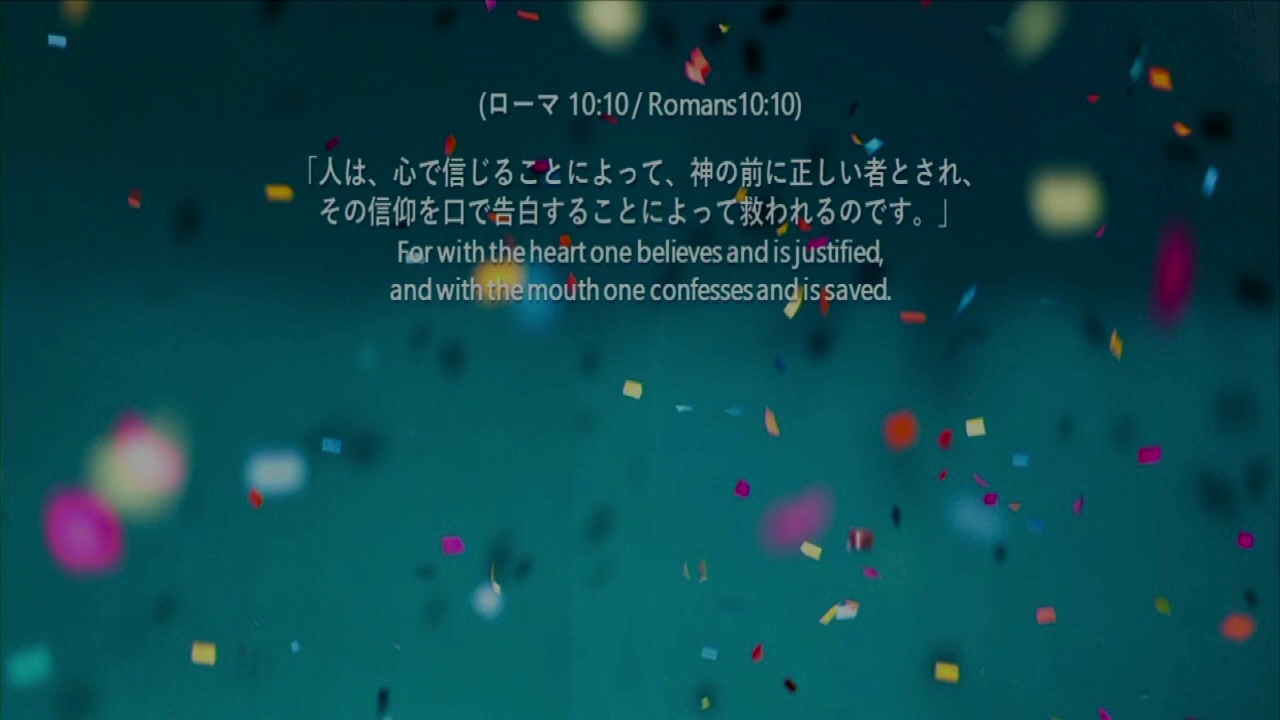 (ローマ 10:10 / Romans10:10)
「人は、心で信じることによって、神の前に正しい者とされ、
その信仰を口で告白することによって救われるのです。」
For with the heart one believes and is justified,
and with the mouth one confesses and is saved.